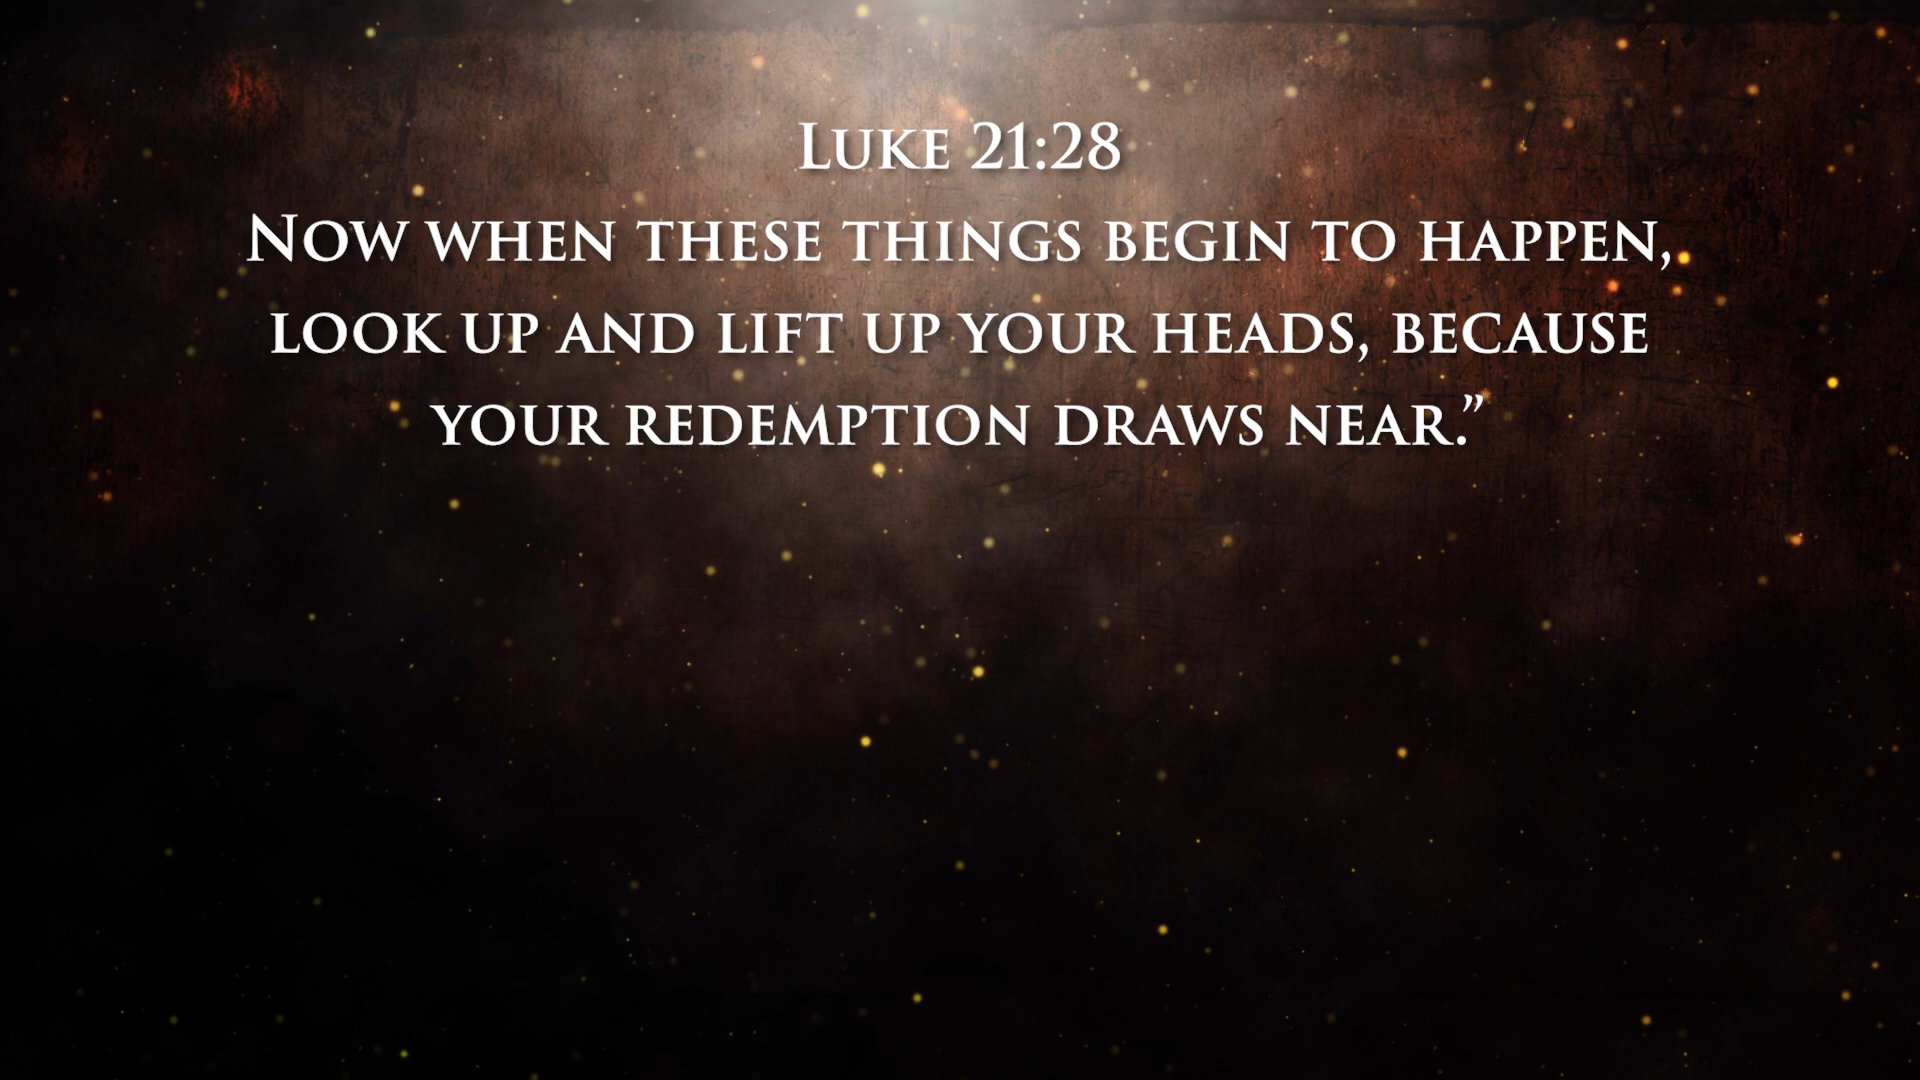 Luke 21:28
Now when these things begin to happen,
look up and lift up your heads, because
your redemption draws near.”